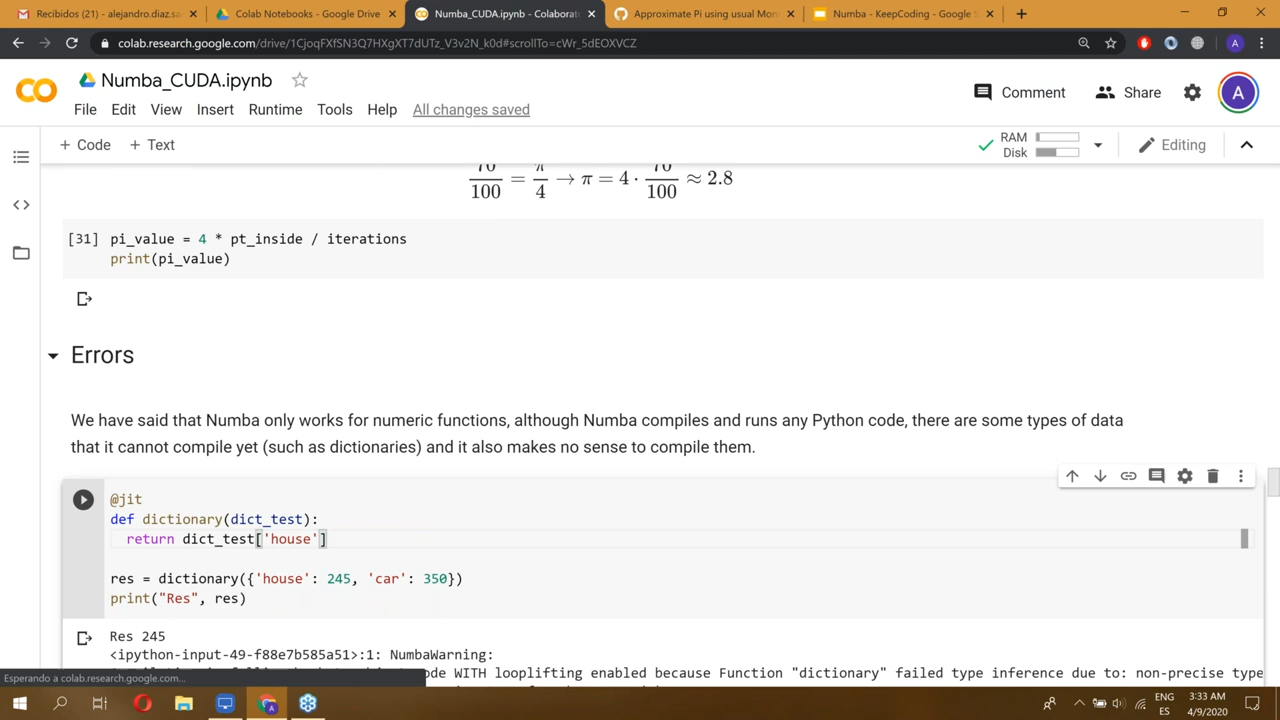 Recibidos (21) - alejandro.diaz.sa
Colab Notebooks - Google Drive
Numba_CUDA.ipynb - Colaborat
Approximate Pi using usual Mon
Numba - KeepCoding - Google S
colab.research.google.com/drive/1CjoqFXfSN3Q7HXgXT7dUTz_V3v2N_k0d#scrollTo=cWr_5dEOXVCZ
A
Numba_CUDA.ipynb
Comment
Share
A
File Edit View Insert Runtime Tools Help All changes saved
+ Code + Text
RAM
Disk
Editing
70/100 = π/4 → π = 4 · 70/100 ≈ 2.8
[31] pi_value = 4 * pt_inside / iterations
print(pi_value)
Errors
We have said that Numba only works for numeric functions, although Numba compiles and runs any Python code, there are some types of data
that it cannot compile yet (such as dictionaries) and it also makes no sense to compile them.
@jit
def dictionary(dict_test):
return dict_test['house']
res = dictionary({'house': 245, 'car': 350})
print("Res", res)
Res 245
<ipython-input-49-f88e7b585a51>:1: NumbaWarning:
ode WITH looplifting enabled because Function "dictionary" failed type inference due to: non-precise type
Esperando a colab.research.google.com...
ENG
ES
3:33 AM
4/9/2020